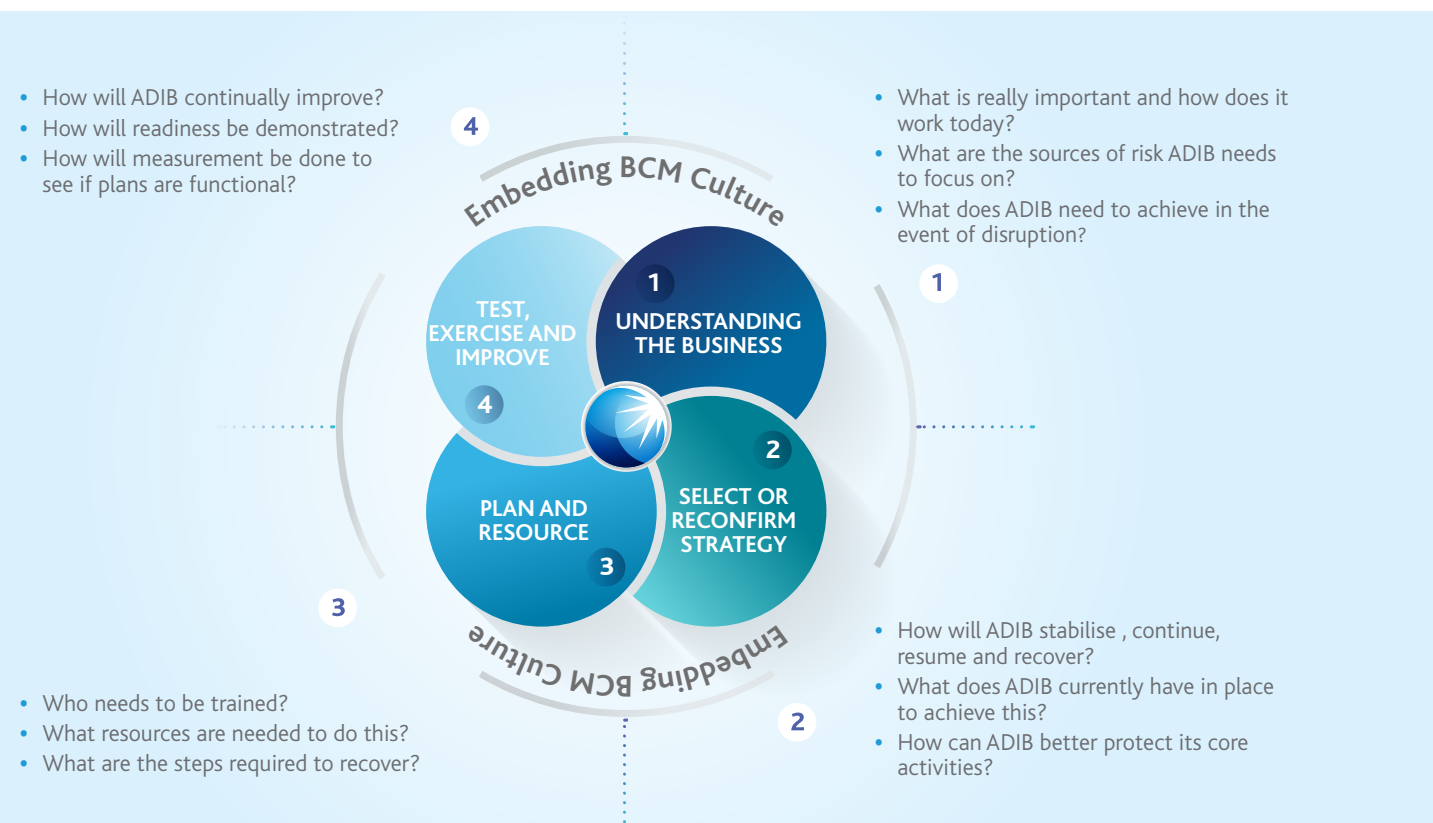 • How will ADIB continually improve?
• How will readiness be demonstrated?
• How will measurement be done to
see if plans are functional?
4
• What is really important and how does it
work today?
• What are the sources of risk ADIB needs
to focus on?
• What does ADIB need to achieve in the
event of disruption?
1
Embedding BCM Culture
1
UNDERSTANDING
THE BUSINESS
TEST,
EXERCISE AND
IMPROVE
4
2
SELECT OR
RECONFIRM
STRATEGY
PLAN AND
RESOURCE
3
Embedding BCM Culture
3
• Who needs to be trained?
• What resources are needed to do this?
• What are the steps required to recover?
2
• How will ADIB stabilise , continue,
resume and recover?
• What does ADIB currently have in place
to achieve this?
• How can ADIB better protect its core
activities?